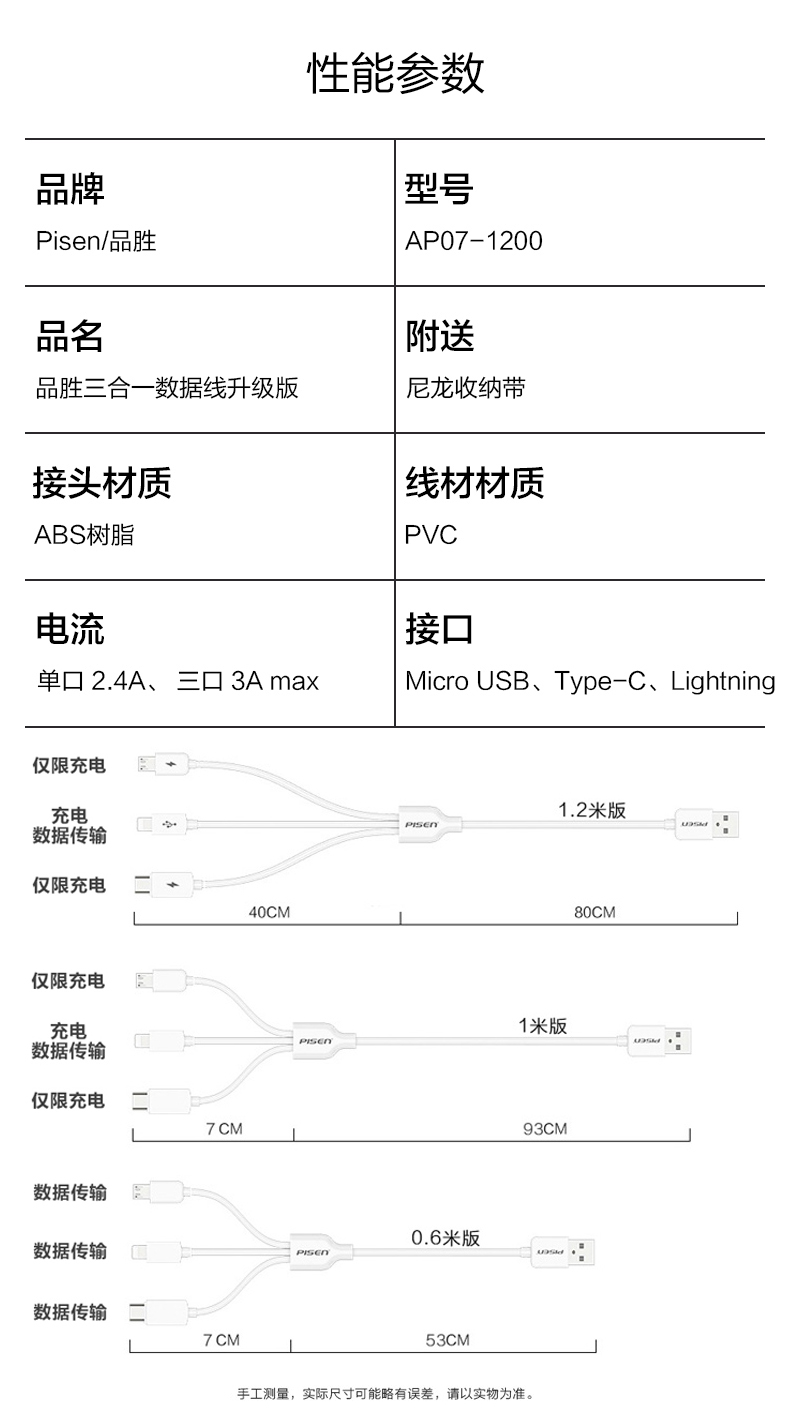 性能参数
品牌
Pisen/品胜
型号
AP07-1200
品名
品胜三合一数据线升级版
附送
尼龙收纳带
接头材质
ABS树脂
线材材质
PVC
电流
单口 2.4A、 三口 3A max
接口
Micro USB、Type-C、Lightning
仅限充电
充电
数据传输
仅限充电
PISEN
1.2米版
PISEN
40CM
80CM
仅限充电
充电
数据传输
仅限充电
PISEN
1米版
PISEN
7 CM
93CM
数据传输
数据传输
数据传输
PISEN
0.6米版
PISEN
7 CM
53CM
手工测量，实际尺寸可能略有误差，请以实物为准。